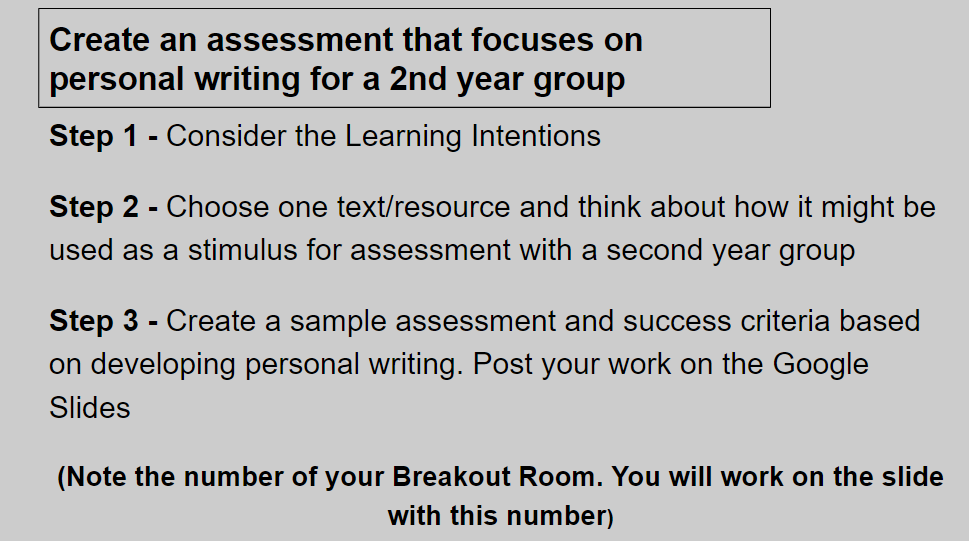 Create an assessment that focuses on
personal writing for a 2nd year group
Step 1 - Consider the Learning Intentions
Step 2 - Choose one text/resource and think about how it might be
used as a stimulus for assessment with a second year group
Step 3 - Create a sample assessment and success criteria based
on developing personal writing. Post your work on the Google
Slides
(Note the number of your Breakout Room. You will work on the slide
with this number)